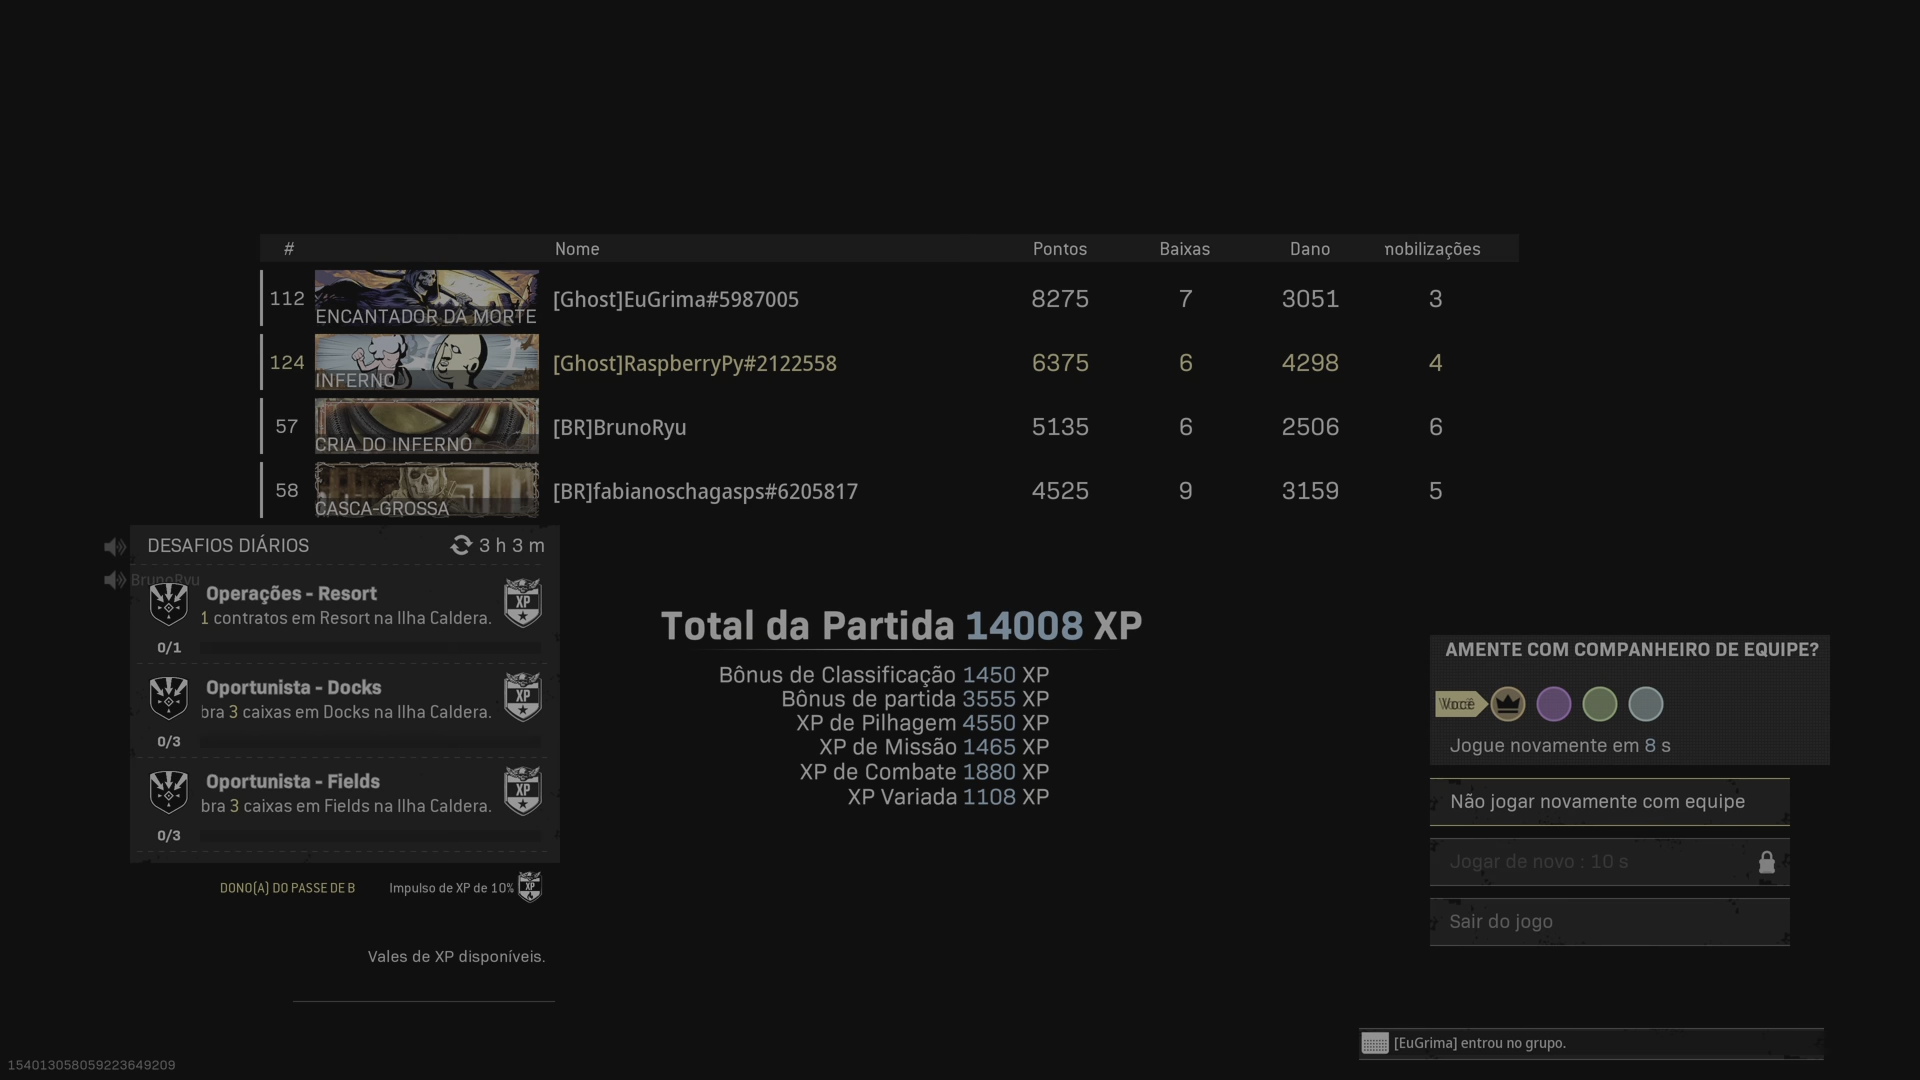 # Nome Pontos Baixas Dano nobilizações
112 ENCANTADOR DA MORTE [Ghost]EuGrima#5987005 8275 7 3051 3
124 INFERNO [Ghost]RaspberryPy#2122558 6375 6 4298 4
57 CRIA DO INFERNO [BR]BrunoRyu 5135 6 2506 6
58 CASCA-GROSSA [BR]fabianoschagasps#6205817 4525 9 3159 5
DESAFIOS DIÁRIOS 3 h 3 m
BrunoRyu
Operações - Resort XP
1 contratos em Resort na Ilha Caldera.
0/1
Oportunista - Docks XP
bra 3 caixas em Docks na Ilha Caldera.
0/3
Oportunista - Fields XP
bra 3 caixas em Fields na Ilha Caldera.
0/3
DONO(A) DO PASSE DE B Impulso de XP de 10% XP
Vales de XP disponíveis.
Total da Partida 14008 XP
Bônus de Classificação 1450 XP
Bônus de partida 3555 XP
XP de Pilhagem 4550 XP
XP de Missão 1465 XP
XP de Combate 1880 XP
XP Variada 1108 XP
AMENTE COM COMPANHEIRO DE EQUIPE?
Você
Jogue novamente em 8 s
Não jogar novamente com equipe
Jogar de novo : 10 s
Sair do jogo
[EuGrima] entrou no grupo.
154013058059223649209